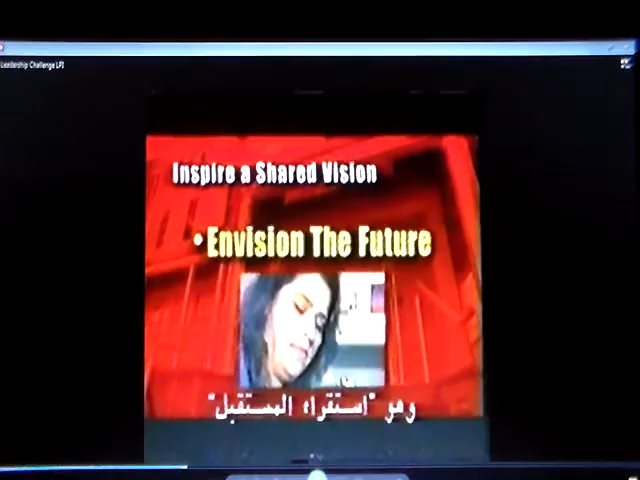 Leadership Challenge LPI
Inspire a Shared Vision
• Envision The Future
وهو "استقراء المستقبل"